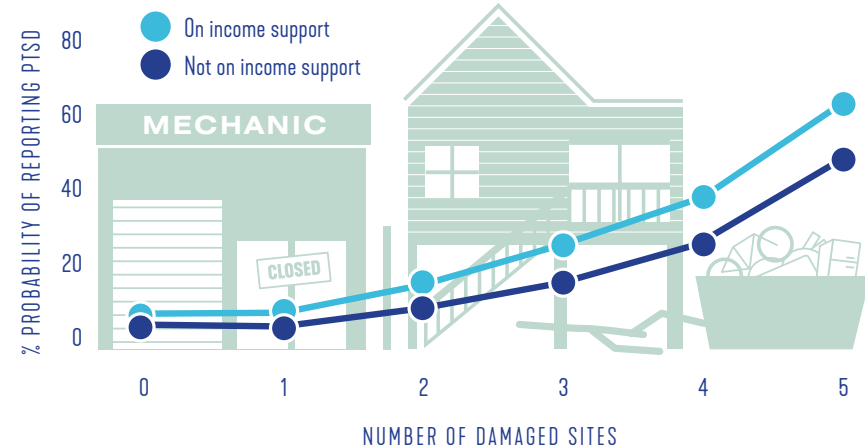 On income support
Not on income support
% PROBABILITY OF REPORTING PTSD
80
60
40
20
0
MECHANIC
CLOSED
0 1 2 3 4 5
NUMBER OF DAMAGED SITES